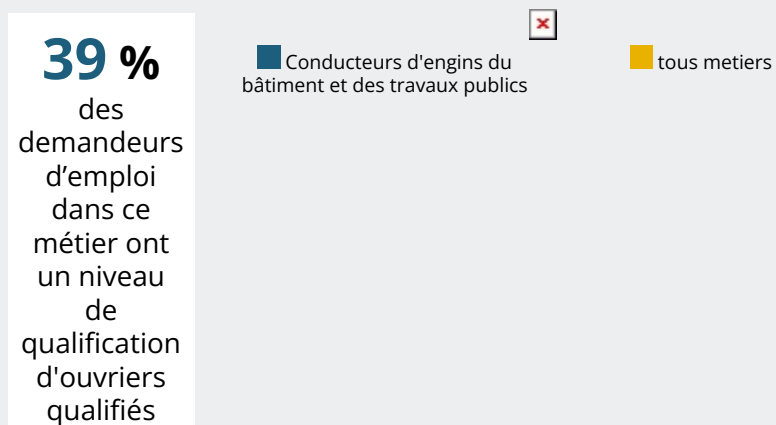 39 %
des
demandeurs
d’emploi
dans ce
métier ont
un niveau
de
qualification
d'ouvriers
qualifiés
Conducteurs d'engins du
bâtiment et des travaux publics
tous metiers